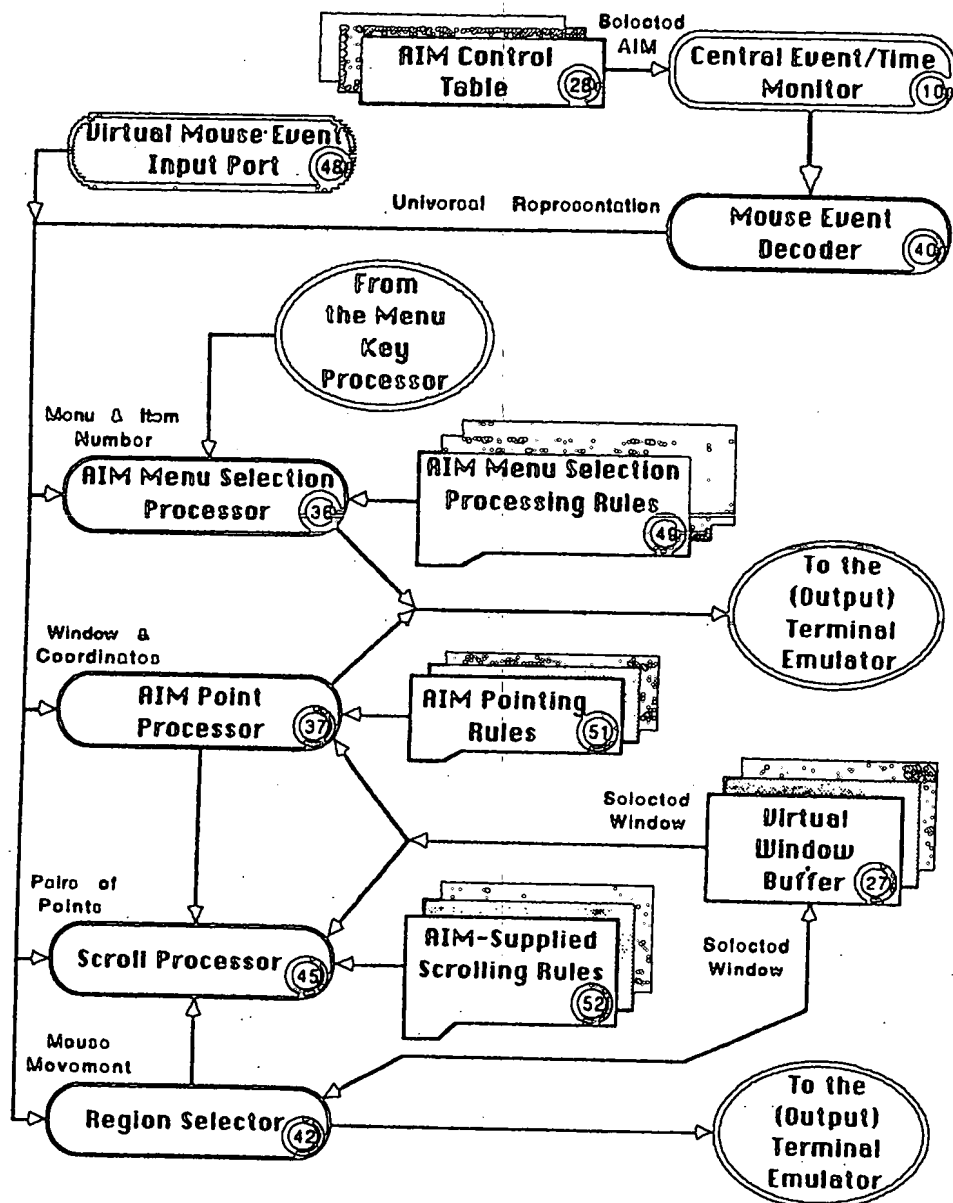 Selected
AIM
AIM Control
Table
28
Central Event/Time
Monitor
10
Virtual Mouse Event
Input Port
48
Universal Representation
Mouse Event
Decoder
40
From
the Menu
Key
Processor
Menu & Item
Number
AIM Menu Selection
Processor
36
AIM Menu Selection
Processing Rules
49
To the
(Output)
Terminal
Emulator
Window &
Coordinates
AIM Point
Processor
37
AIM Pointing
Rules
51
Selected
Window
Virtual
Window
Buffer
27
Pairs of
Points
Scroll Processor
45
AIM-Supplied
Scrolling Rules
52
Selected
Window
Mouse
Movement
Region Selector
42
To the
(Output)
Terminal
Emulator